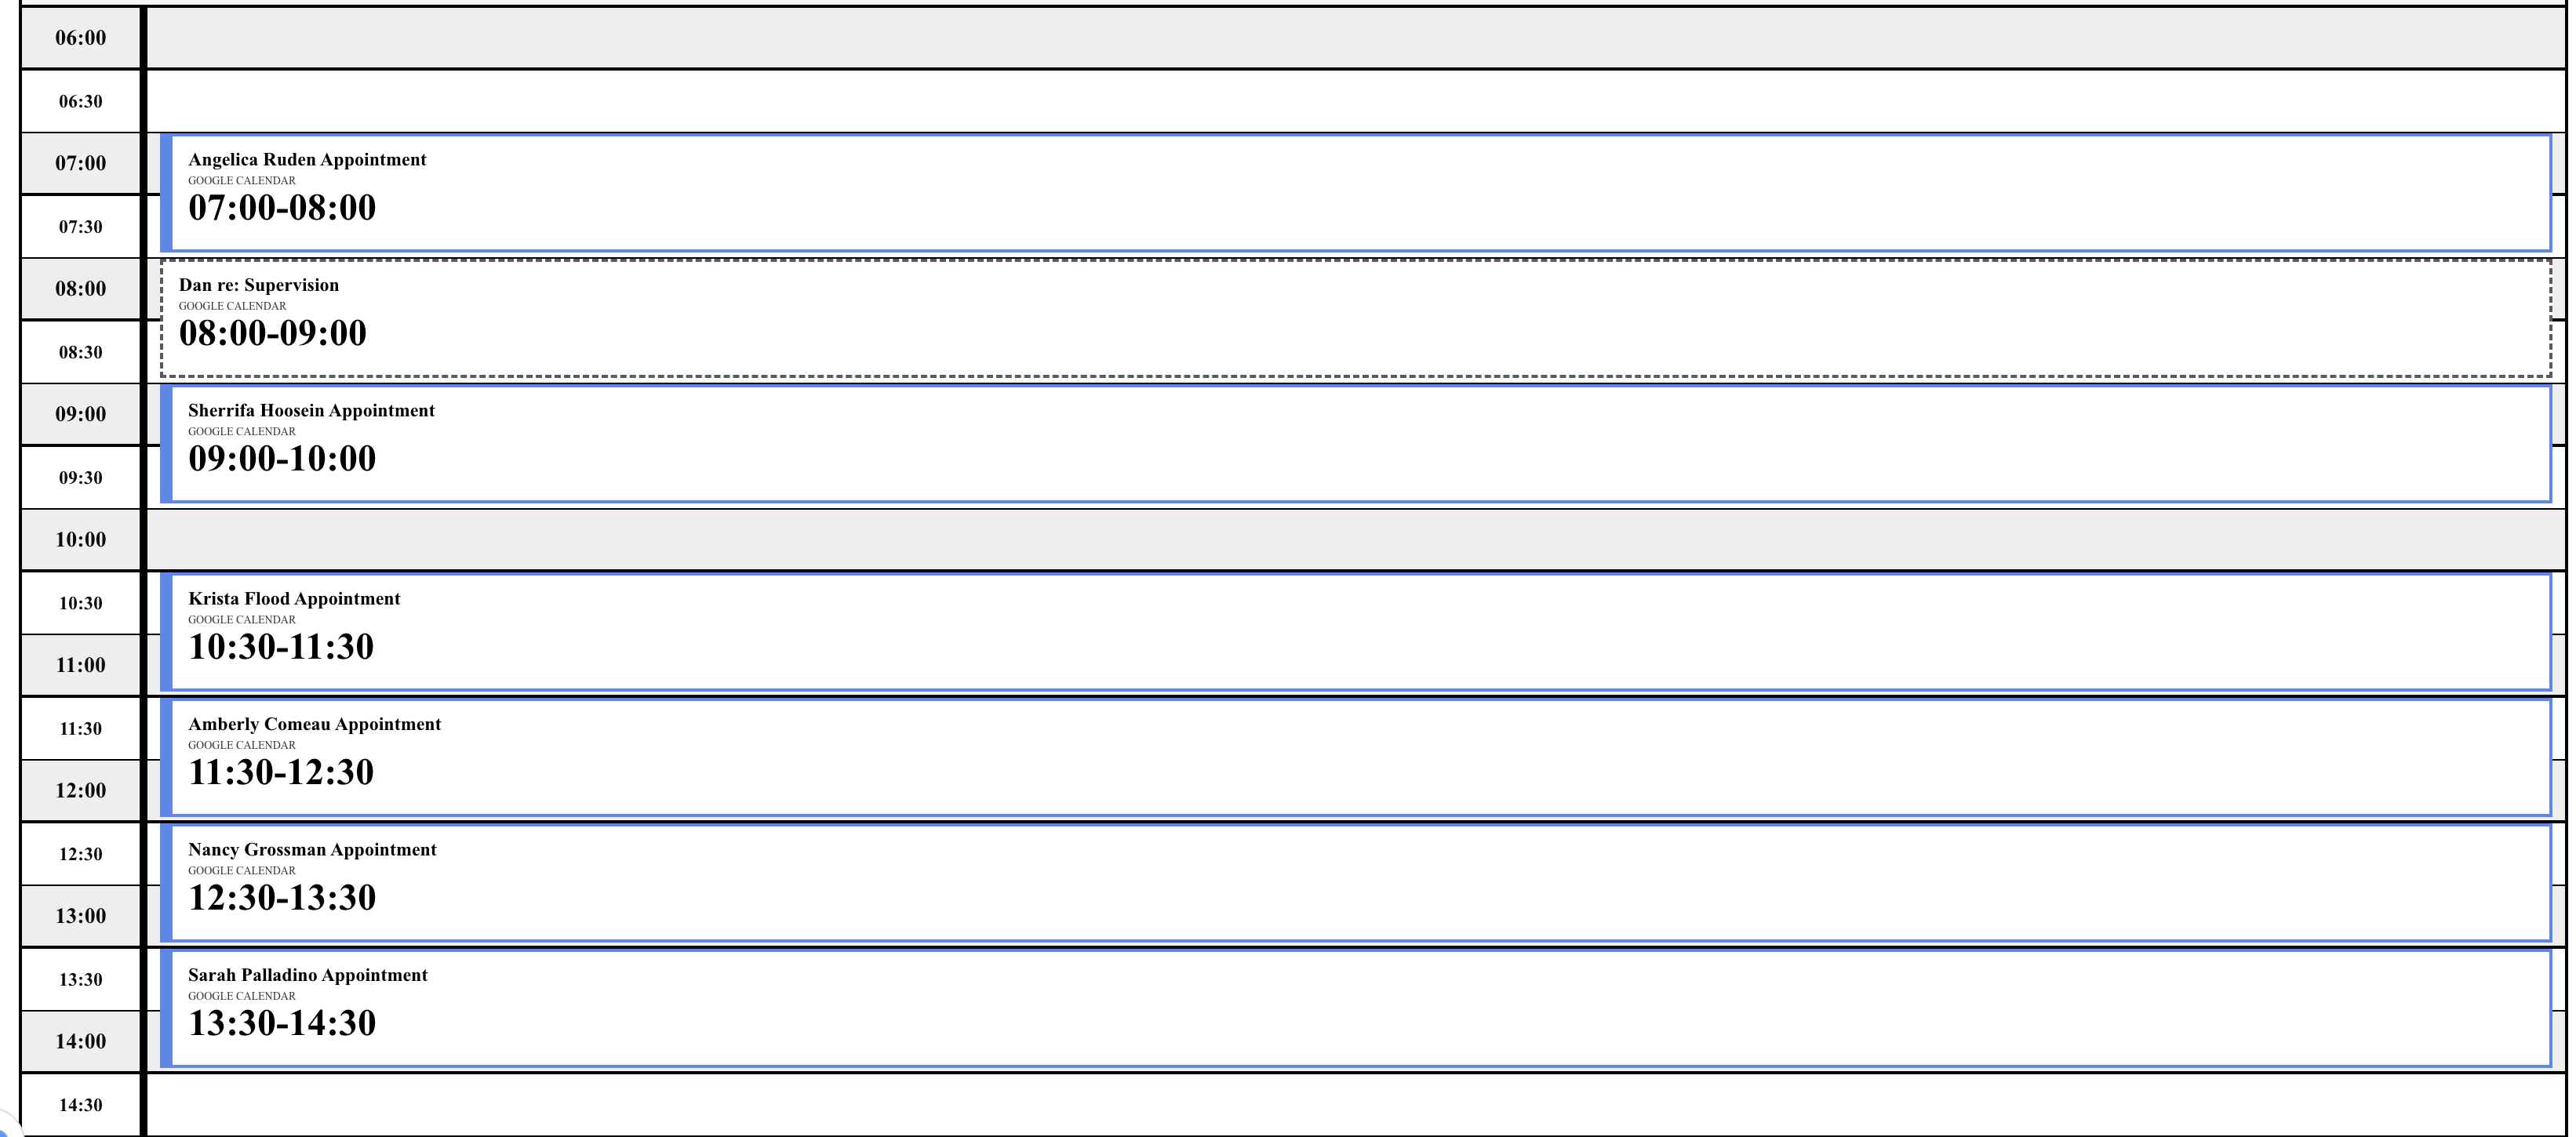 06:00
06:30
07:00
Angelica Ruden Appointment
GOOGLE CALENDAR
07:00-08:00
07:30
08:00
Dan re: Supervision
GOOGLE CALENDAR
08:00-09:00
08:30
09:00
Sherrifa Hoosein Appointment
GOOGLE CALENDAR
09:00-10:00
09:30
10:00
10:30
Krista Flood Appointment
GOOGLE CALENDAR
10:30-11:30
11:00
11:30
Amberly Comeau Appointment
GOOGLE CALENDAR
11:30-12:30
12:00
12:30
Nancy Grossman Appointment
GOOGLE CALENDAR
12:30-13:30
13:00
13:30
Sarah Palladino Appointment
GOOGLE CALENDAR
13:30-14:30
14:00
14:30